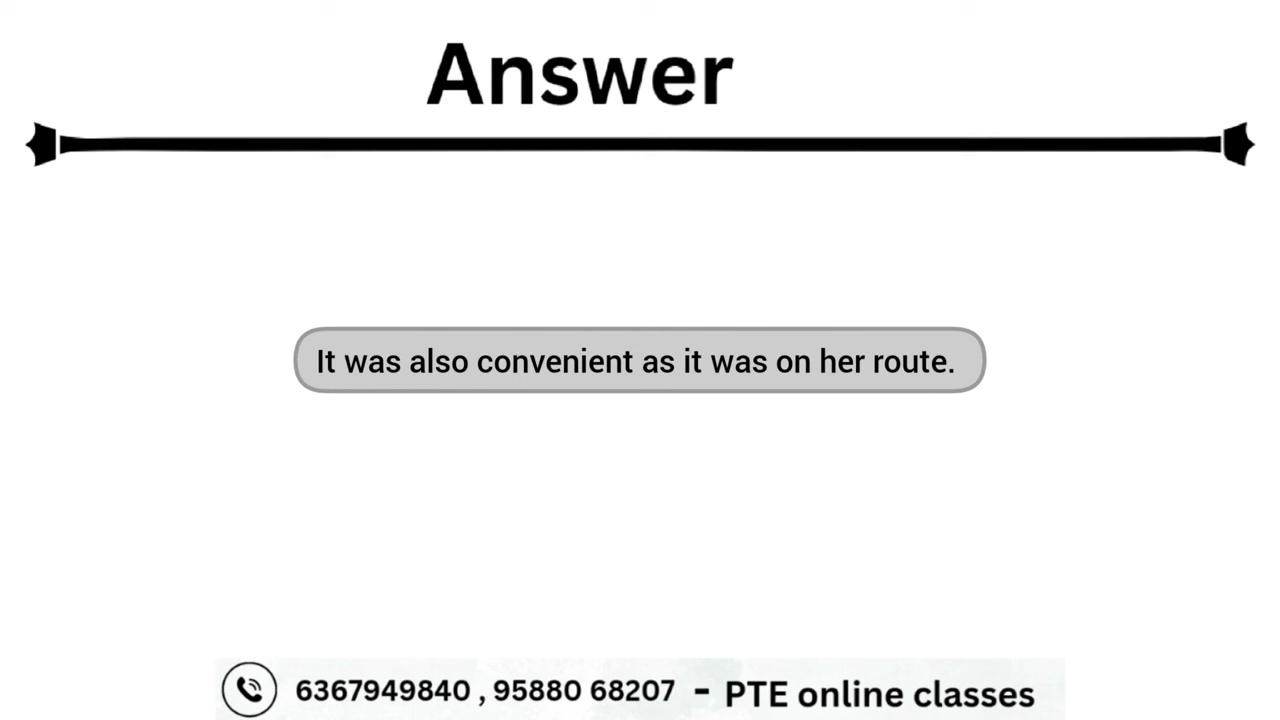 Answer
It was also convenient as it was on her route.
6367949840 , 95880 68207 - PTE online classes